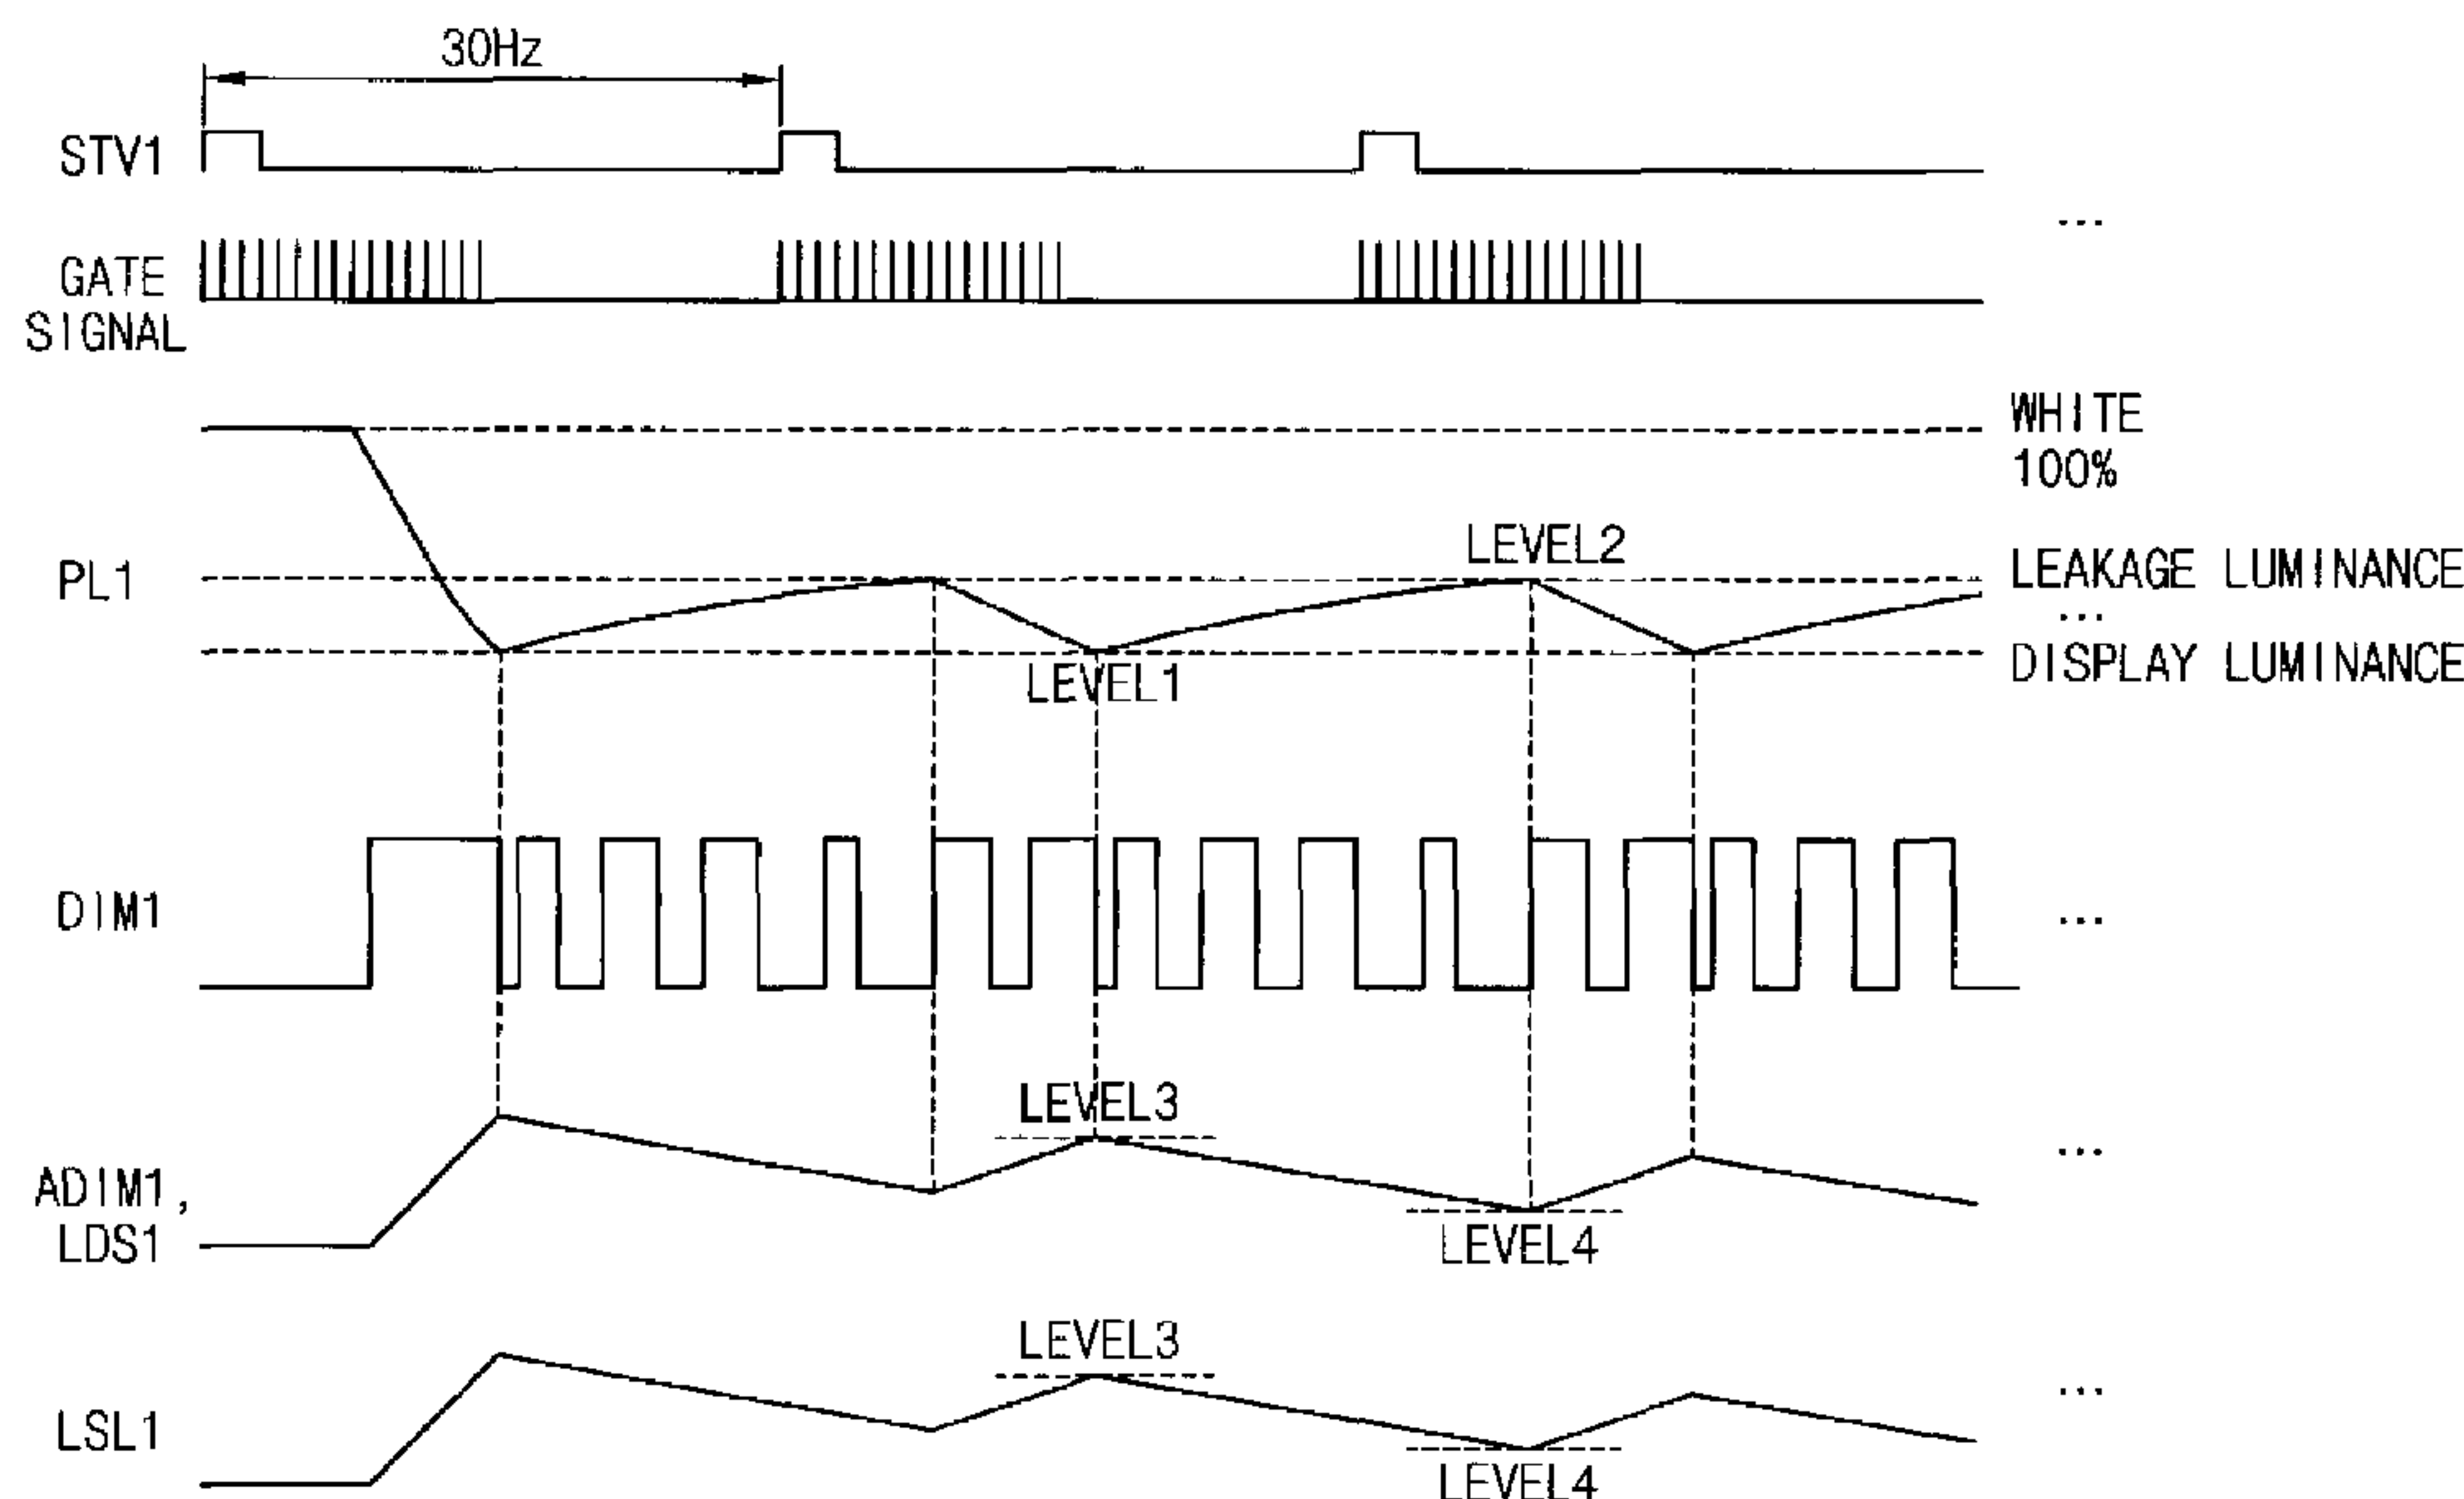 30Hz
STV1
...
GATE
SIGNAL
WHITE
100%
LEVEL2
LEAKAGE LUMINANCE
PL1
...
DISPLAY LUMINANCE
LEVEL1
DIM1
...
LEVEL3
...
ADIM1,
LDS1
LEVEL4
LEVEL3
...
LSL1
LEVEL4